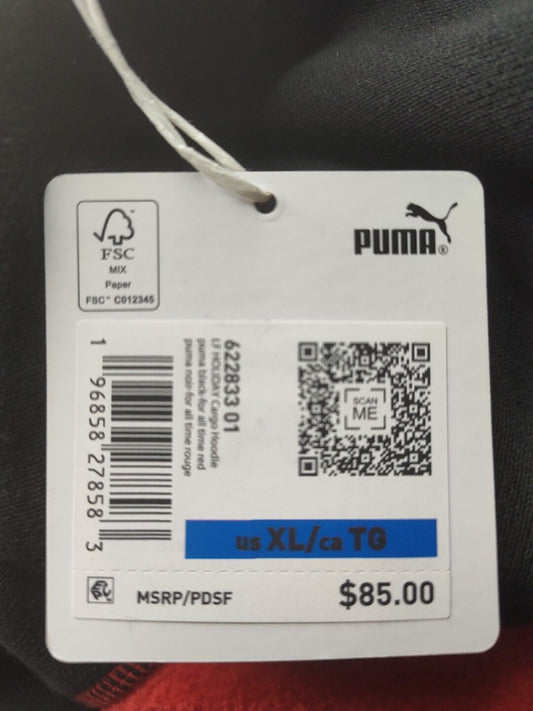 FSC
MIX
Paper
FSC™ C012345
PUMA®
622833 01
LF HOLIDAY Cargo Hoodie
puma black-for all time red
puma noir-for all time rouge
1 96858 27858 3
SCAN
ME
us XL/ca TG
MSRP/PDSF
$85.00